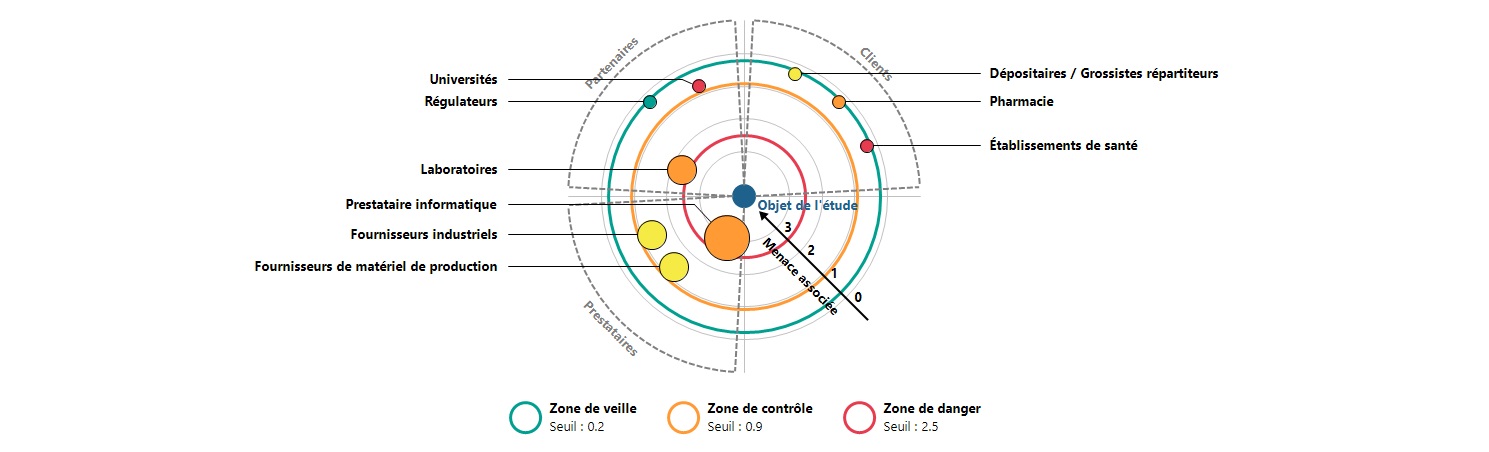 Partenaires
Clients
Universités
Régulateurs
Laboratoires
Prestataire informatique
Fournisseurs industriels
Fournisseurs de matériel de production
Dépositaires / Grossistes répartiteurs
Pharmacie
Établissements de santé
Objet de l'étude
3
2
1
0
Menace associée
Prestataires
Zone de veille
Seuil : 0.2
Zone de contrôle
Seuil : 0.9
Zone de danger
Seuil : 2.5